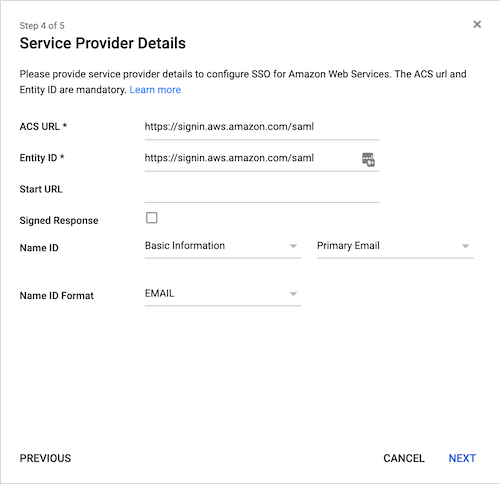 Step 4 of 5
Service Provider Details
Please provide service provider details to configure SSO for Amazon Web Services. The ACS url and
Entity ID are mandatory. Learn more
ACS URL * https://signin.aws.amazon.com/saml
Entity ID * https://signin.aws.amazon.com/saml
Start URL
Signed Response
Name ID Basic Information Primary Email
Name ID Format EMAIL
PREVIOUS CANCEL NEXT